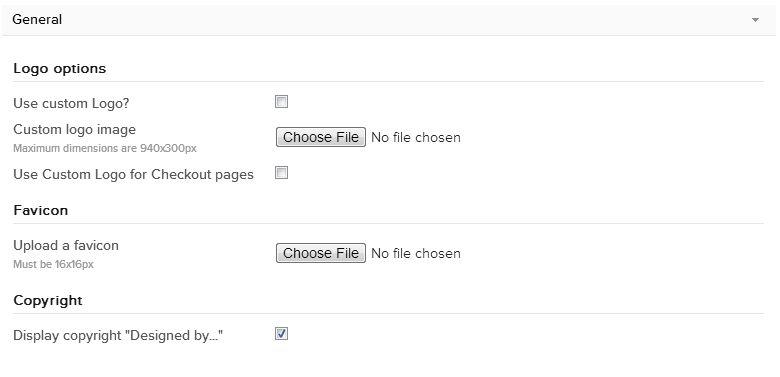 General
Logo options
Use custom Logo?
Custom logo image
Choose File No file chosen
Maximum dimensions are 940x300px
Use Custom Logo for Checkout pages
Favicon
Upload a favicon
Choose File No file chosen
Must be 16x16px
Copyright
Display copyright "Designed by..."